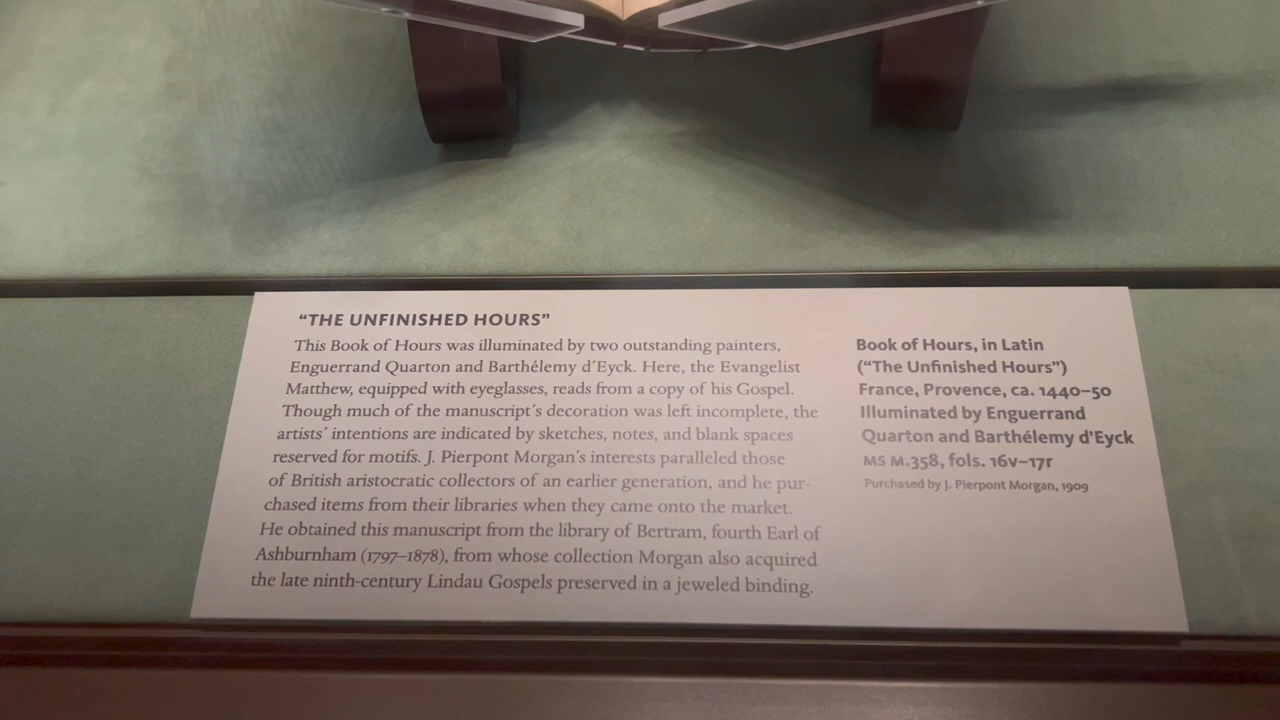 “THE UNFINISHED HOURS”
This Book of Hours was illuminated by two outstanding painters,
Enguerrand Quarton and Barthélemy d’Eyck. Here, the Evangelist
Matthew, equipped with eyeglasses, reads from a copy of his Gospel.
Though much of the manuscript’s decoration was left incomplete, the
artists’ intentions are indicated by sketches, notes, and blank spaces
reserved for motifs. J. Pierpont Morgan’s interests paralleled those
of British aristocratic collectors of an earlier generation, and he pur-
chased items from their libraries when they came onto the market.
He obtained this manuscript from the library of Bertram, fourth Earl of
Ashburnham (1797–1878), from whose collection Morgan also acquired
the late ninth-century Lindau Gospels preserved in a jeweled binding.
Book of Hours, in Latin
(“The Unfinished Hours”)
France, Provence, ca. 1440–50
Illuminated by Enguerrand
Quarton and Barthélemy d’Eyck
MS M.358, fols. 16v–17r
Purchased by J. Pierpont Morgan, 1909